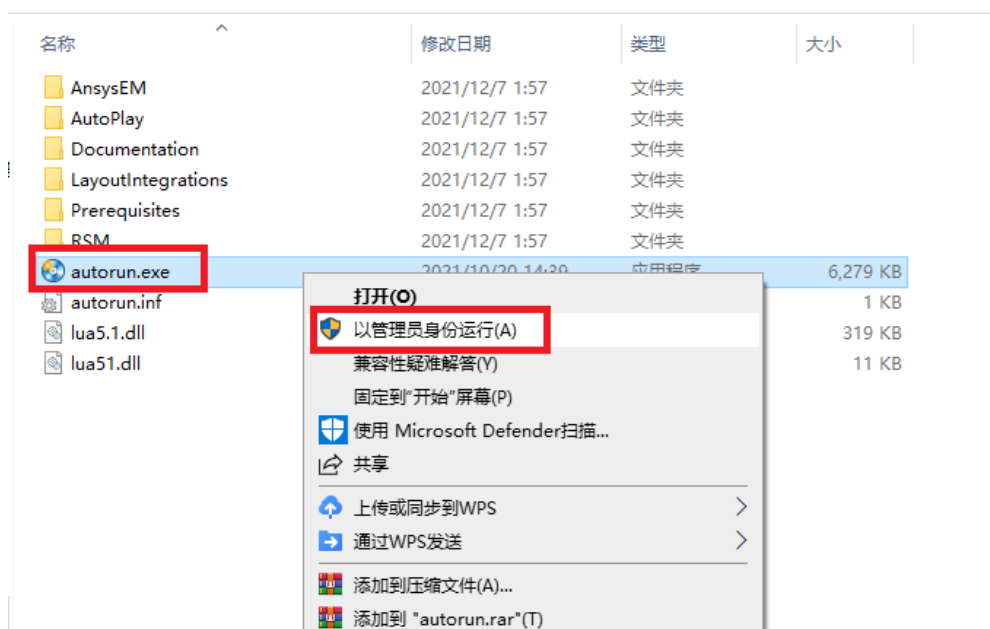 名称 修改日期 类型 大小
AnsysEM 2021/12/7 1:57 文件夹
AutoPlay 2021/12/7 1:57 文件夹
Documentation 2021/12/7 1:57 文件夹
LayoutIntegrations 2021/12/7 1:57 文件夹
Prerequisites 2021/12/7 1:57 文件夹
RSM 2021/12/7 1:57 文件夹
autorun.exe 2021/10/20 14:39 应用程序 6,279 KB
autorun.inf 1 KB
lua5.1.dll 319 KB
lua51.dll 11 KB
打开(O)
以管理员身份运行(A)
兼容性疑难解答(Y)
固定到"开始"屏幕(P)
使用 Microsoft Defender扫描...
共享
上传或同步到WPS
通过WPS发送
添加到压缩文件(A)...
添加到 "autorun.rar"(T)